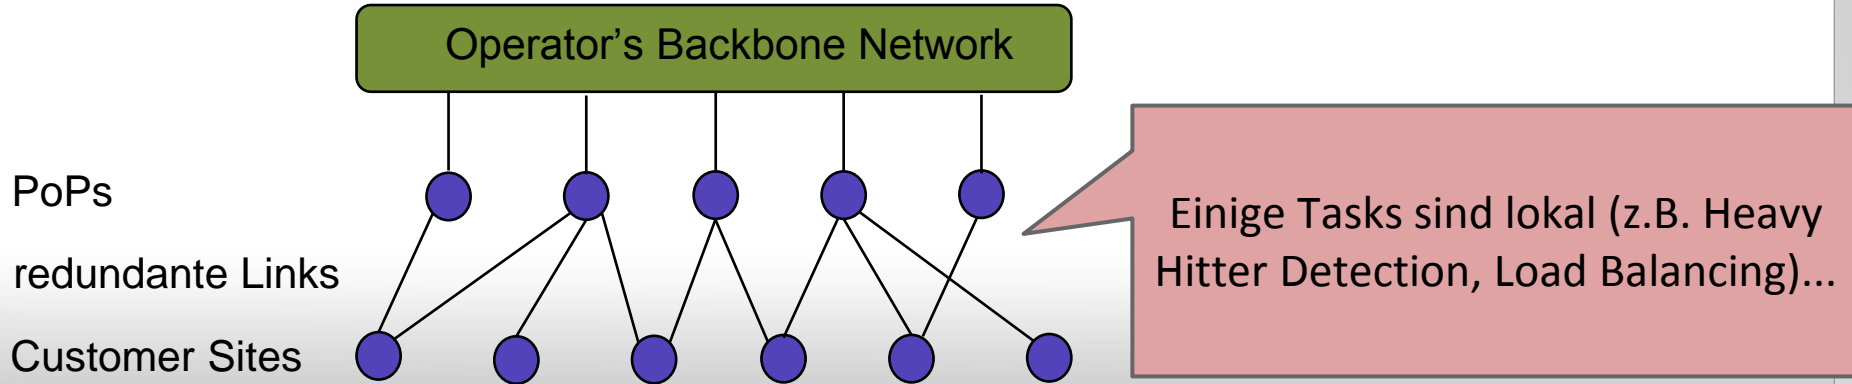 Operator’s Backbone Network
PoPs
redundante Links
Customer Sites
Einige Tasks sind lokal (z.B. Heavy
Hitter Detection, Load Balancing)...